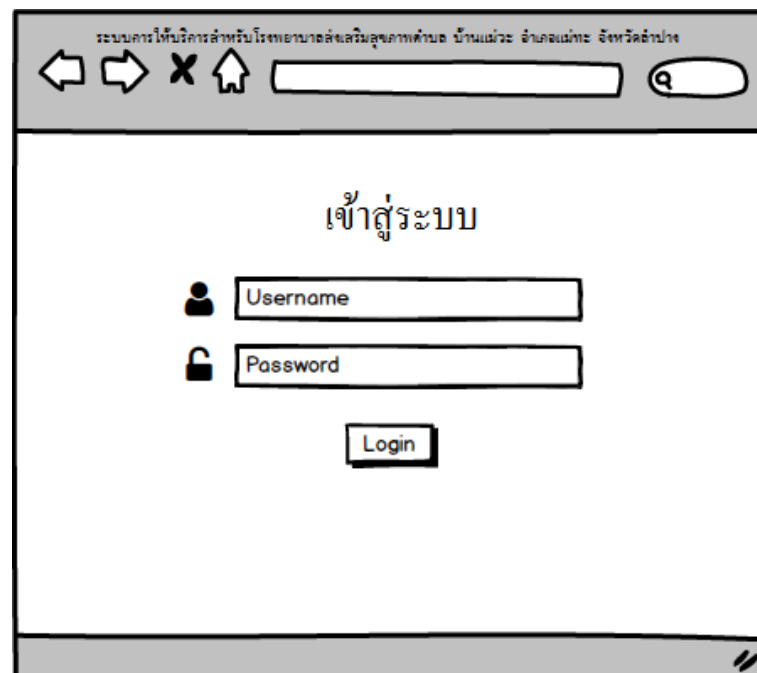 ระบบการให้บริการสำหรับโรงพยาบาลส่งเสริมสุขภาพตำบล บ้านแม่วะ อำเภอแม่ทะ จังหวัดลำปาง
เข้าสู่ระบบ
Username
Password
Login